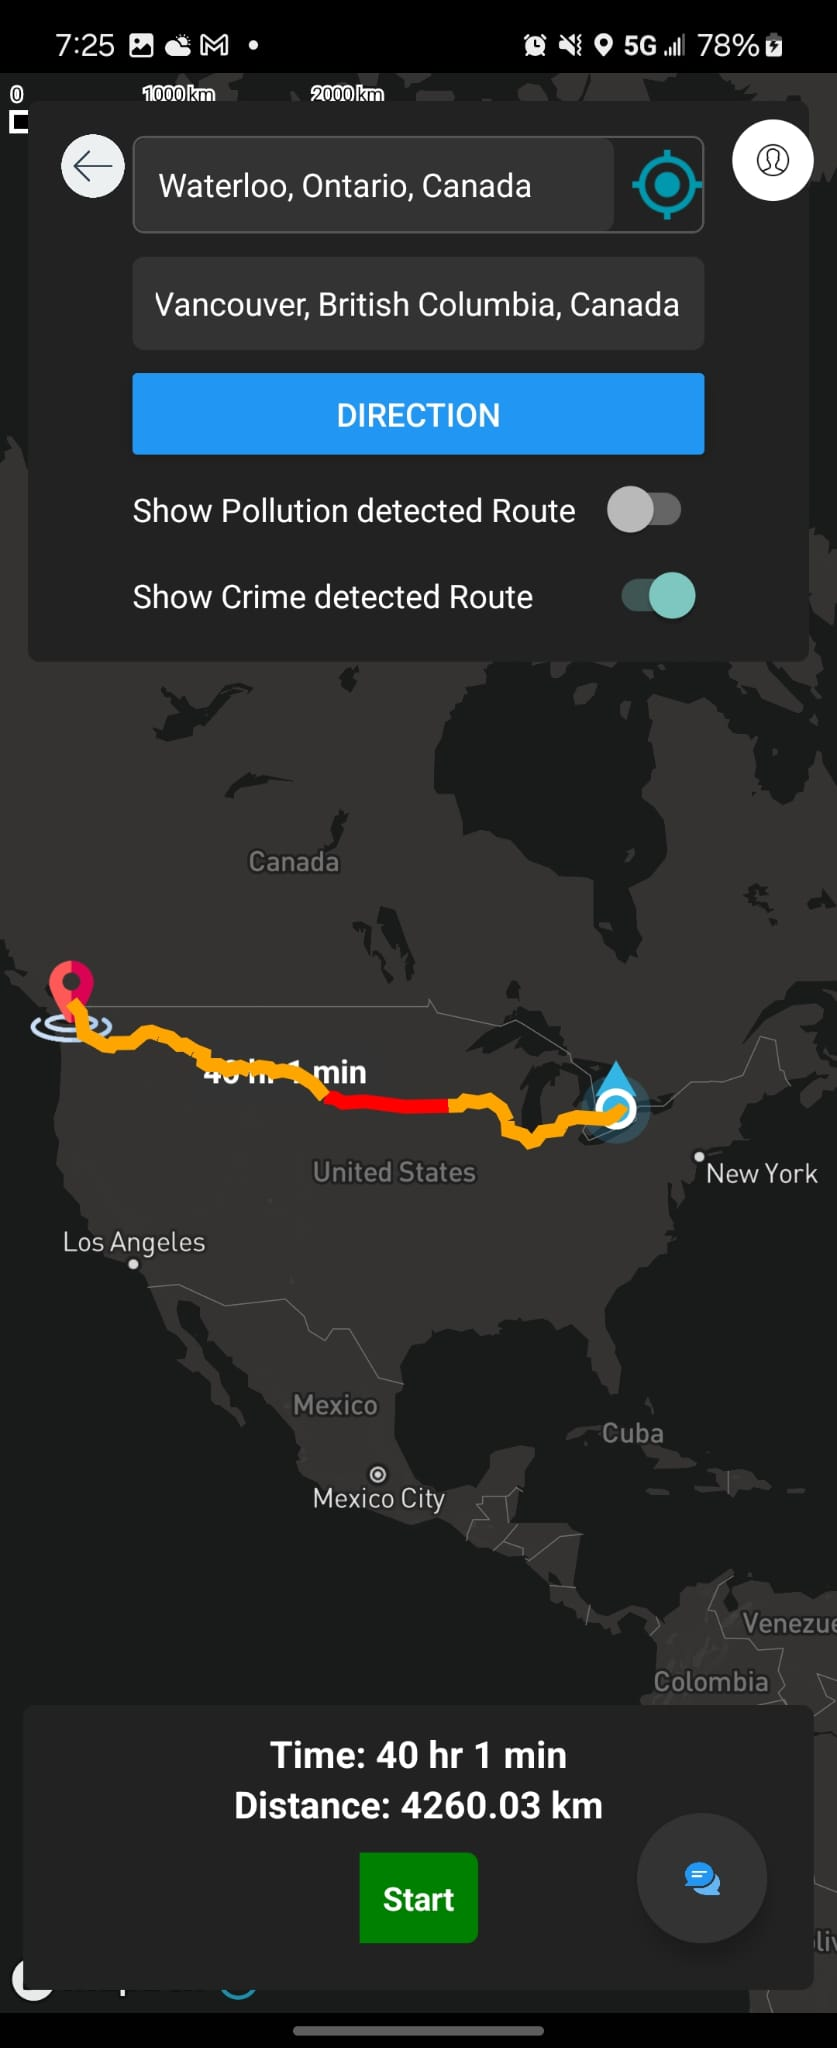 7:25
5G 78%
0 1000 km 2000 km
Waterloo, Ontario, Canada
Vancouver, British Columbia, Canada
DIRECTION
Show Pollution detected Route
Show Crime detected Route
Canada
min
United States
New York
Los Angeles
Mexico
Cuba
Mexico City
Colombia
Time: 40 hr 1 min
Distance: 4260.03 km
Start